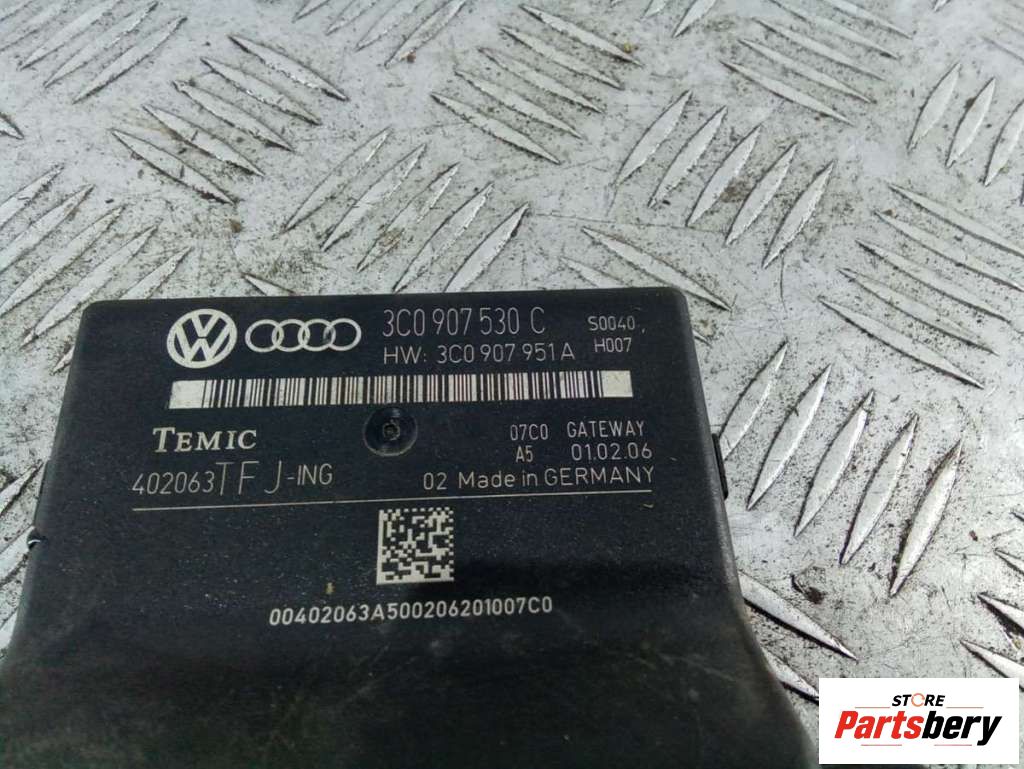 3C0 907 530 C S0040,
HW: 3C0 907 951 A H007
TEMIC 07C0 GATEWAY
A5 01.02.06
402063TFJ-ING 02 Made in GERMANY
00402063A500206201007C0
STORE
Partsbery